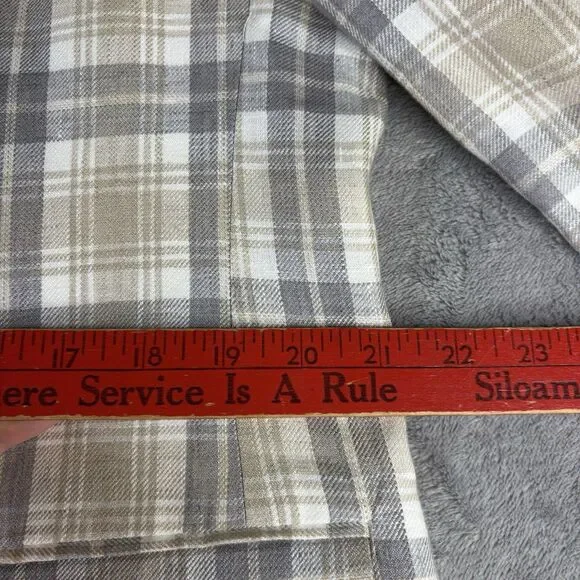 17 18 19 20 21 22 23
ere Service Is A Rule Siloam